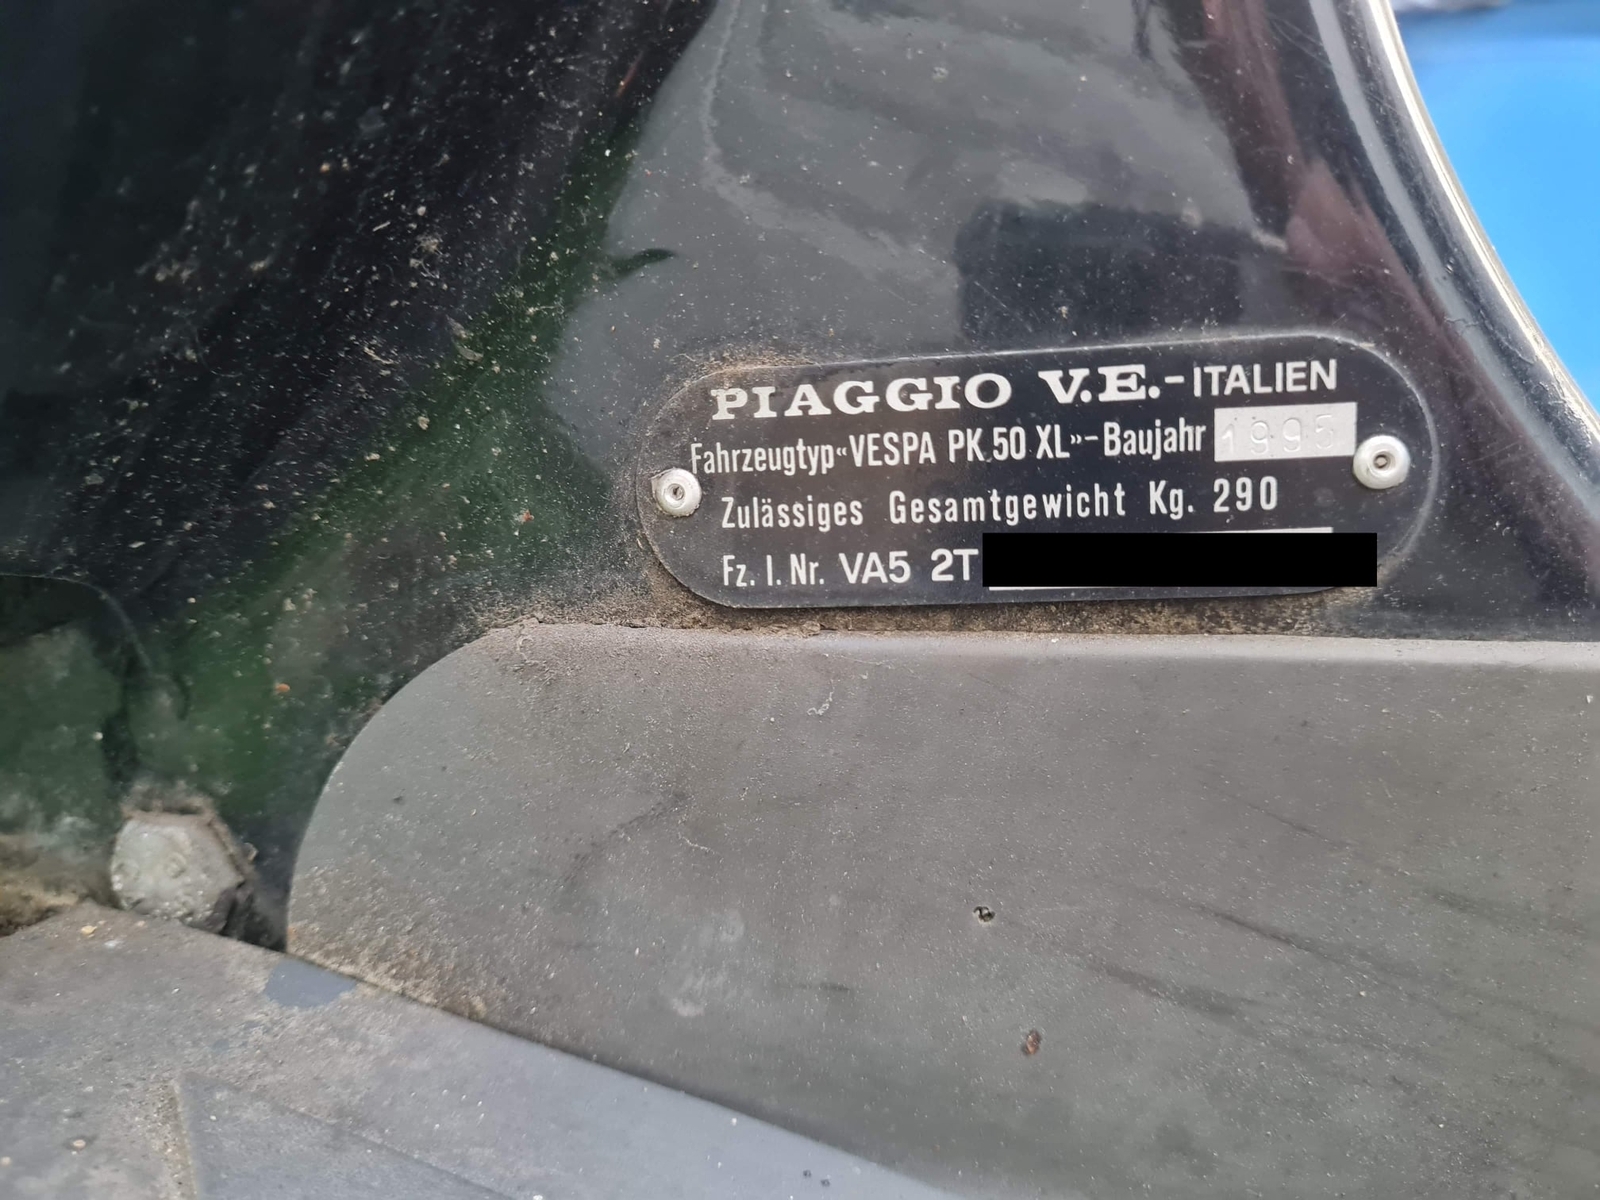 PIAGGIO V.E.-ITALIEN
Fahrzeugtyp «VESPA PK 50 XL»-Baujahr 1995
Zulässiges Gesamtgewicht Kg. 290
Fz. I. Nr. VA5 2T